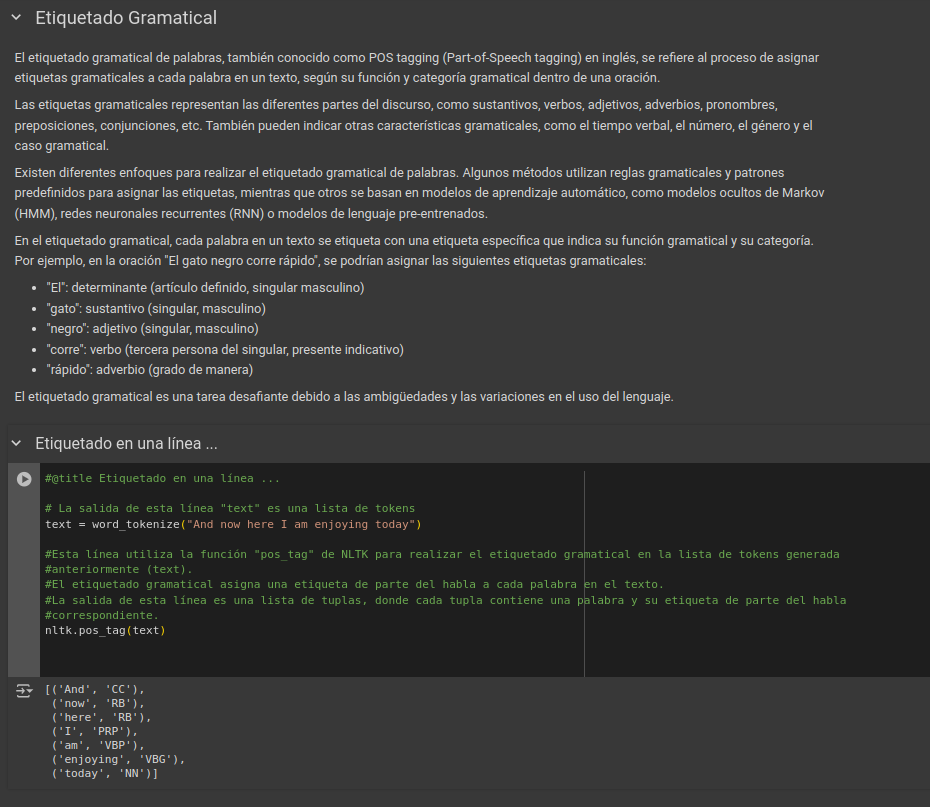 Etiquetado Gramatical
El etiquetado gramatical de palabras, también conocido como POS tagging (Part-of-Speech tagging) en inglés, se refiere al proceso de asignar
etiquetas gramaticales a cada palabra en un texto, según su función y categoría gramatical dentro de una oración.
Las etiquetas gramaticales representan las diferentes partes del discurso, como sustantivos, verbos, adjetivos, adverbios, pronombres,
preposiciones, conjunciones, etc. También pueden indicar otras características gramaticales, como el tiempo verbal, el número, el género y el
caso gramatical.
Existen diferentes enfoques para realizar el etiquetado gramatical de palabras. Algunos métodos utilizan reglas gramaticales y patrones
predefinidos para asignar las etiquetas, mientras que otros se basan en modelos de aprendizaje automático, como modelos ocultos de Markov
(HMM), redes neuronales recurrentes (RNN) o modelos de lenguaje pre-entrenados.
En el etiquetado gramatical, cada palabra en un texto se etiqueta con una etiqueta específica que indica su función gramatical y su categoría.
Por ejemplo, en la oración "El gato negro corre rápido", se podrían asignar las siguientes etiquetas gramaticales:
• "El": determinante (artículo definido, singular masculino)
• "gato": sustantivo (singular, masculino)
• "negro": adjetivo (singular, masculino)
• "corre": verbo (tercera persona del singular, presente indicativo)
• "rápido": adverbio (grado de manera)
El etiquetado gramatical es una tarea desafiante debido a las ambigüedades y las variaciones en el uso del lenguaje.
Etiquetado en una línea ...
#@title Etiquetado en una línea ...
# La salida de esta línea "text" es una lista de tokens
text = word_tokenize("And now here I am enjoying today")
#Esta línea utiliza la función "pos_tag" de NLTK para realizar el etiquetado gramatical en la lista de tokens generada
#anteriormente (text).
#El etiquetado gramatical asigna una etiqueta de parte del habla a cada palabra en el texto.
#La salida de esta línea es una lista de tuplas, donde cada tupla contiene una palabra y su etiqueta de parte del habla
#correspondiente.
nltk.pos_tag(text)
[('And', 'CC'),
('now', 'RB'),
('here', 'RB'),
('I', 'PRP'),
('am', 'VBP'),
('enjoying', 'VBG'),
('today', 'NN')]